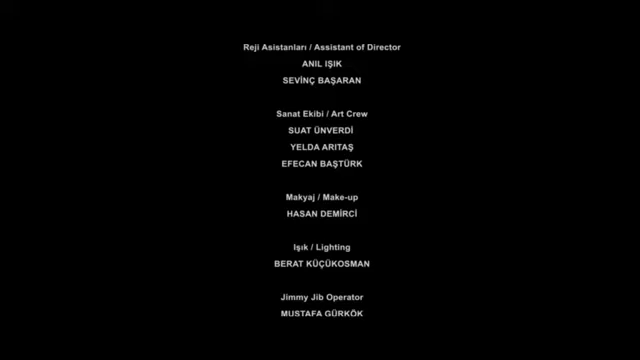 Reji Asistanları / Assistant of Director
ANIL IŞIK
SEVİNÇ BAŞARAN
Sanat Ekibi / Art Crew
SUAT ÜNVERDİ
YELDA ARITAŞ
EFECAN BAŞTÜRK
Makyaj / Make-up
HASAN DEMİRCİ
Işık / Lighting
BERAT KÜÇÜKOSMAN
Jimmy Jib Operator
MUSTAFA GÜRKÖK